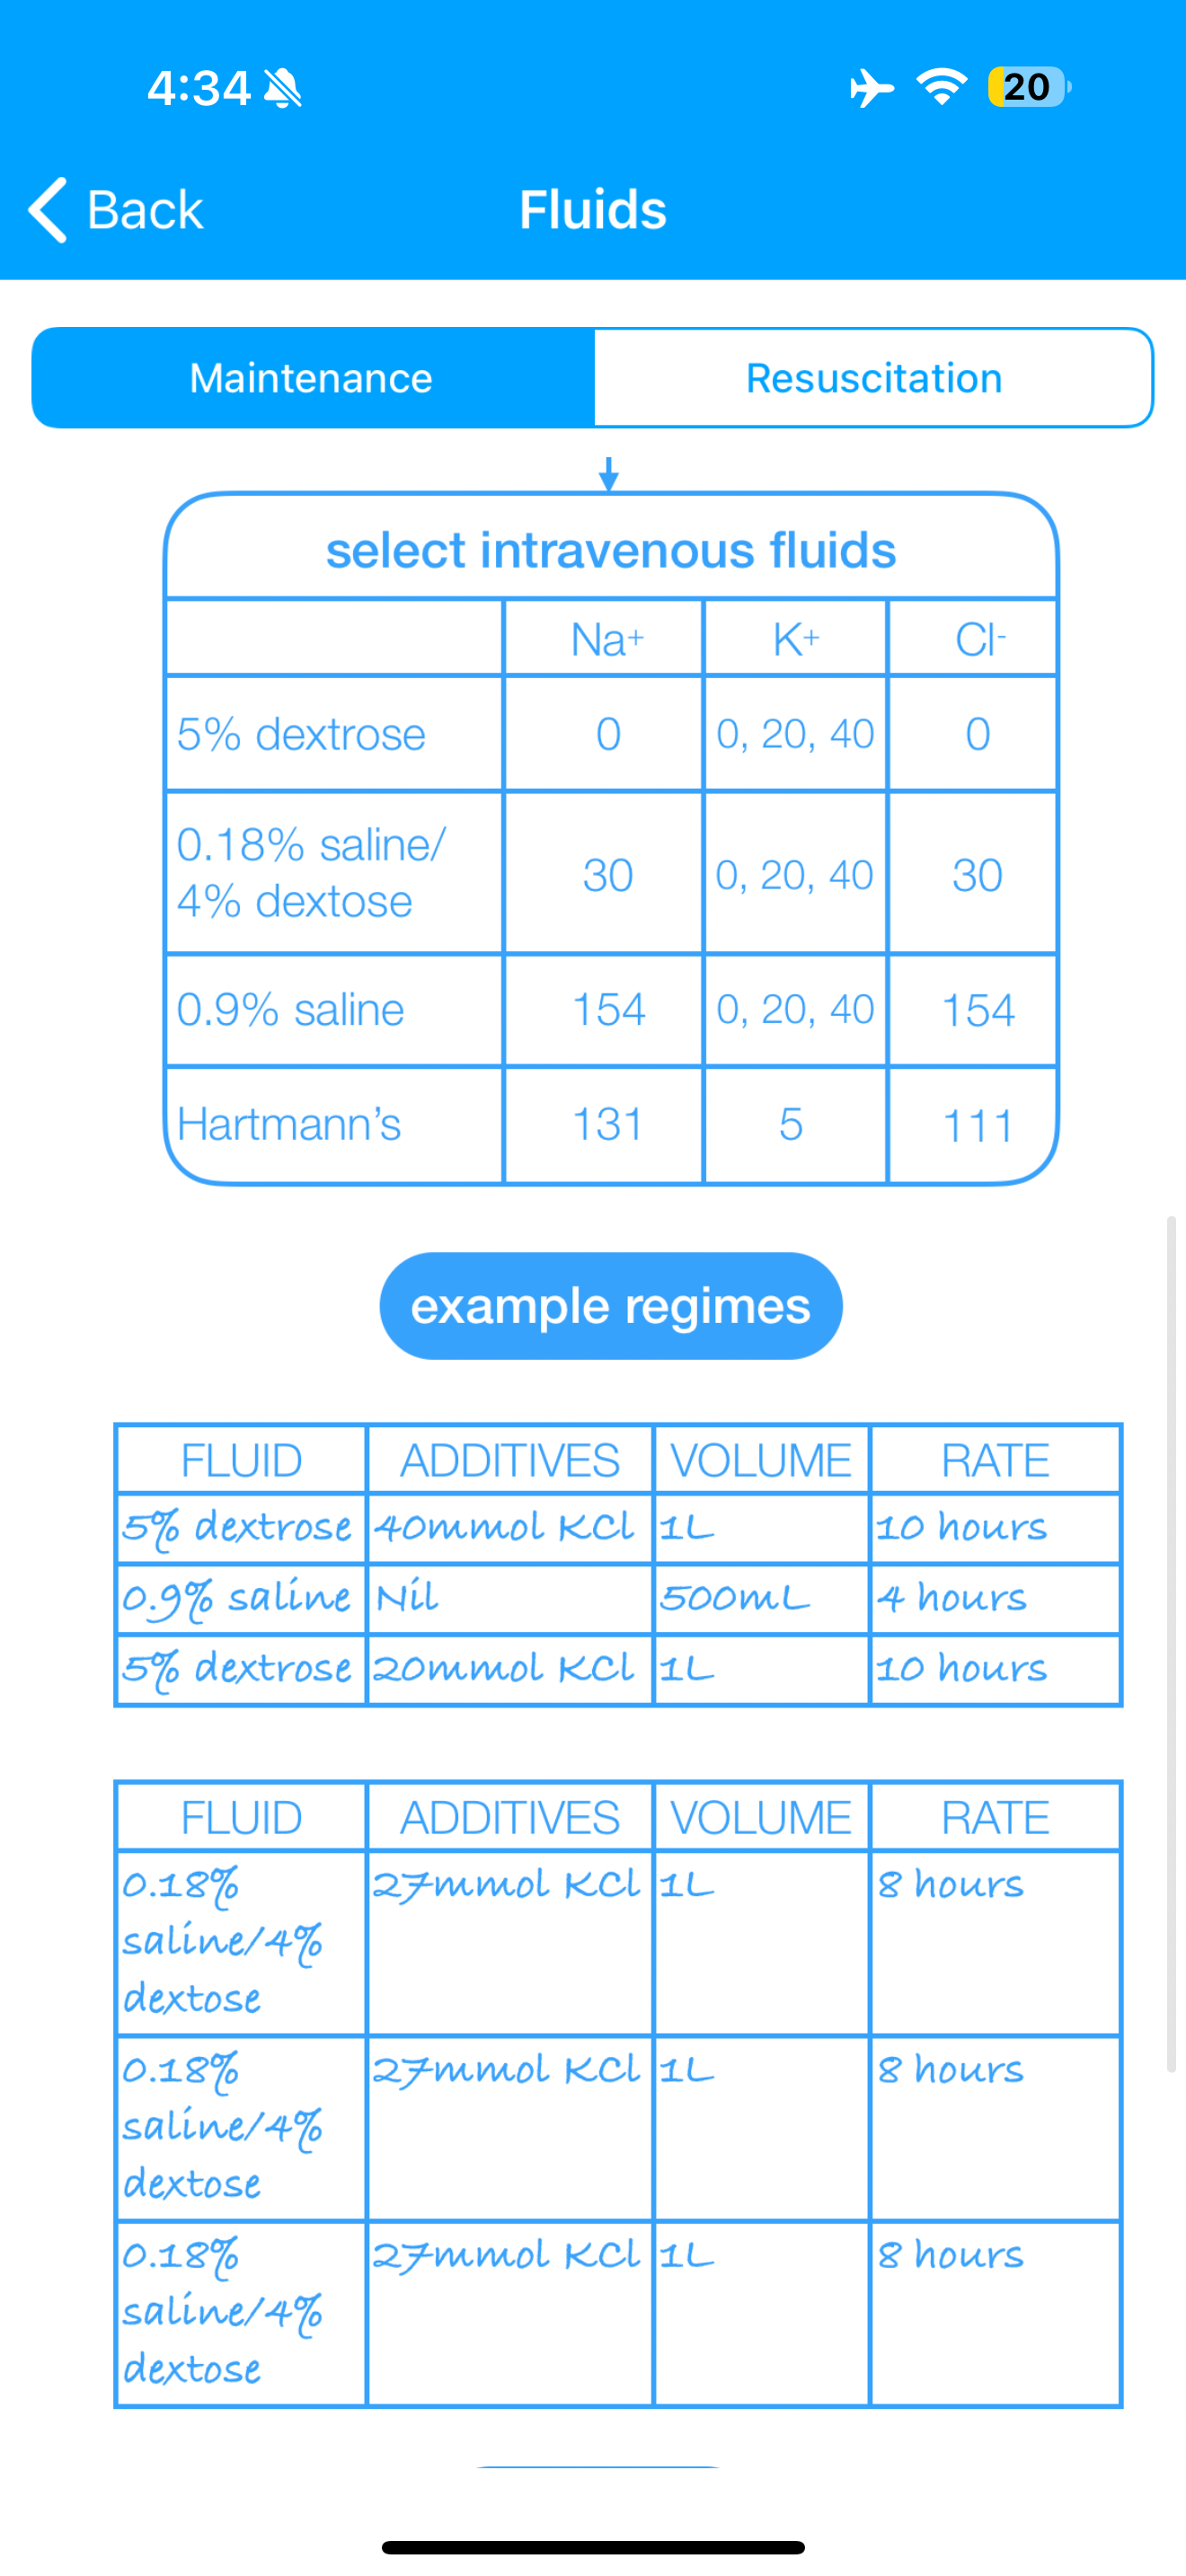 4:34
20
Back
Fluids
Maintenance
Resuscitation
select intravenous fluids
Na+ K+ Cl-
5% dextrose 0 0, 20, 40 0
0.18% saline/
4% dextose 30 0, 20, 40 30
0.9% saline 154 0, 20, 40 154
Hartmann’s 131 5 111
example regimes
FLUID ADDITIVES VOLUME RATE
5% dextrose 40mmol KCl 1L 10 hours
0.9% saline Nil 500mL 4 hours
5% dextrose 20mmol KCl 1L 10 hours
FLUID ADDITIVES VOLUME RATE
0.18% 27mmol KCl 1L 8 hours
saline/4%
dextose
0.18% 27mmol KCl 1L 8 hours
saline/4%
dextose
0.18% 27mmol KCl 1L 8 hours
saline/4%
dextose